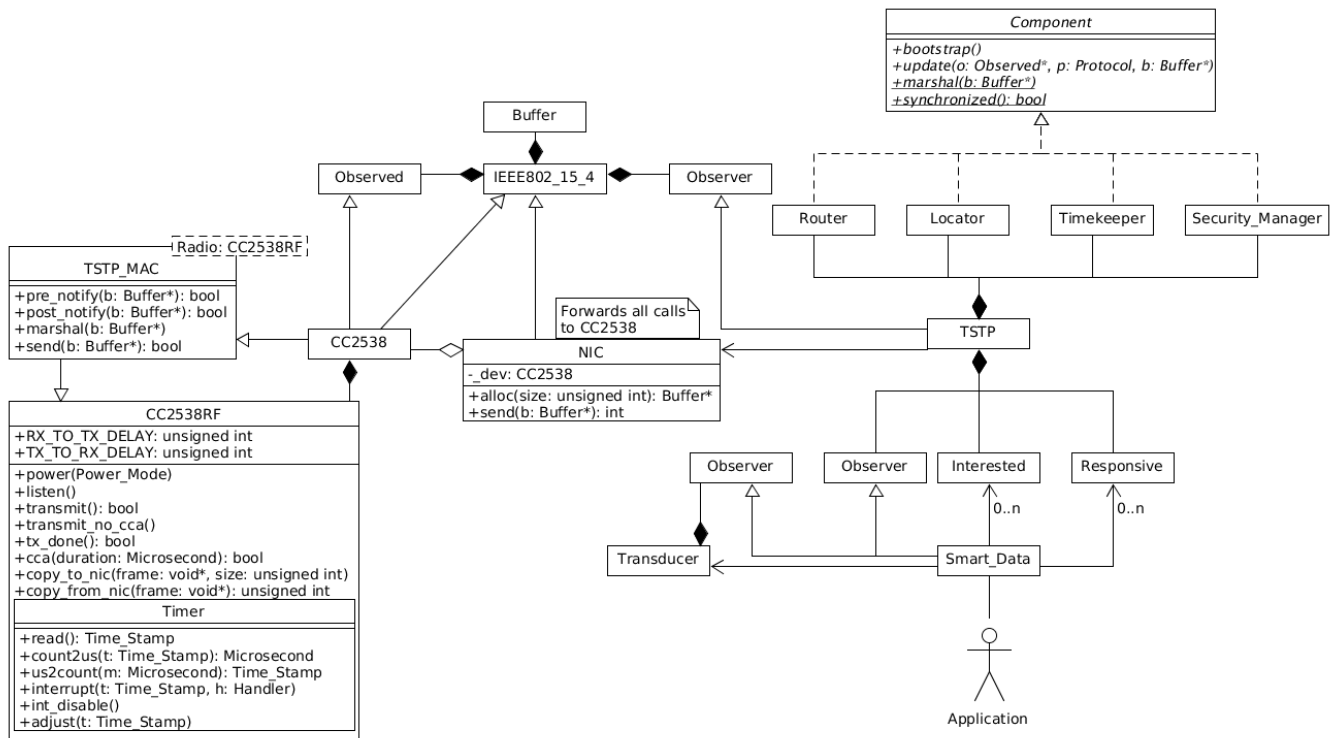 Component
+bootstrap()
+update(o: Observed*, p: Protocol, b: Buffer*)
+marshal(b: Buffer*)
+synchronized(): bool
Buffer
Observed
IEEE802_15_4
Observer
Router
Locator
Timekeeper
Security_Manager
Radio: CC2538RF
TSTP_MAC
+pre_notify(b: Buffer*): bool
+post_notify(b: Buffer*): bool
+marshal(b: Buffer*)
+send(b: Buffer*): bool
CC2538
Forwards all calls
to CC2538
NIC
-_dev: CC2538
+alloc(size: unsigned int): Buffer*
+send(b: Buffer*): int
TSTP
CC2538RF
+RX_TO_TX_DELAY: unsigned int
+TX_TO_RX_DELAY: unsigned int
+power(Power_Mode)
+listen()
+transmit(): bool
+transmit_no_cca()
+tx_done(): bool
+cca(duration: Microsecond): bool
+copy_to_nic(frame: void*, size: unsigned int)
+copy_from_nic(frame: void*): unsigned int
Timer
+read(): Time_Stamp
+count2us(t: Time_Stamp): Microsecond
+us2count(m: Microsecond): Time_Stamp
+interrupt(t: Time_Stamp, h: Handler)
+int_disable()
+adjust(t: Time_Stamp)
Observer
Observer
Interested
Responsive
0..n
0..n
Transducer
Smart_Data
Application